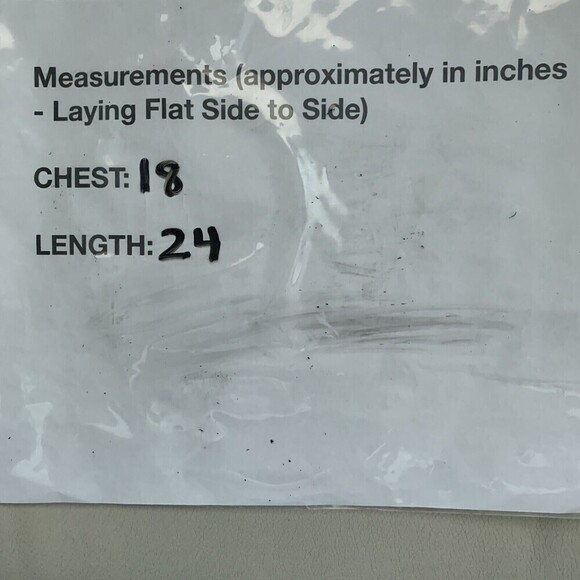 Measurements (approximately in inches
- Laying Flat Side to Side)
CHEST: 18
LENGTH: 24